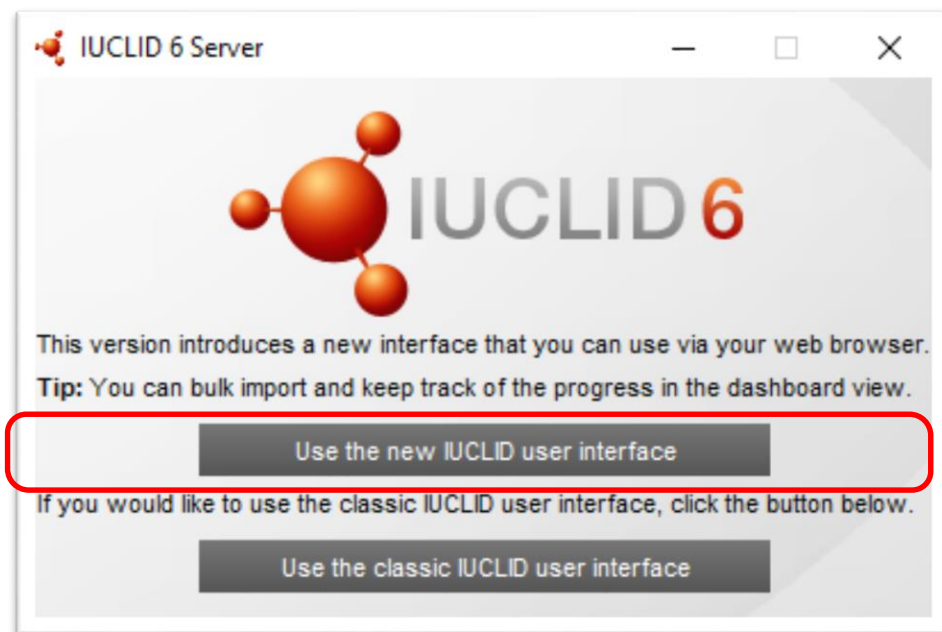 IUCLID 6 Server
IUCLID 6
This version introduces a new interface that you can use via your web browser.
Tip: You can bulk import and keep track of the progress in the dashboard view.
Use the new IUCLID user interface
If you would like to use the classic IUCLID user interface, click the button below.
Use the classic IUCLID user interface